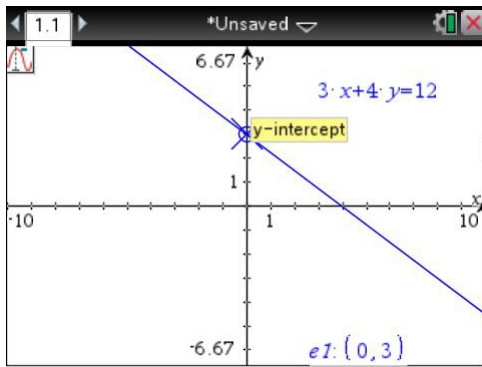 1.1
*Unsaved
6.67
y
3· x+4· y=12
y-intercept
1
x
-10
1
10
-6.67
e1: (0,3)